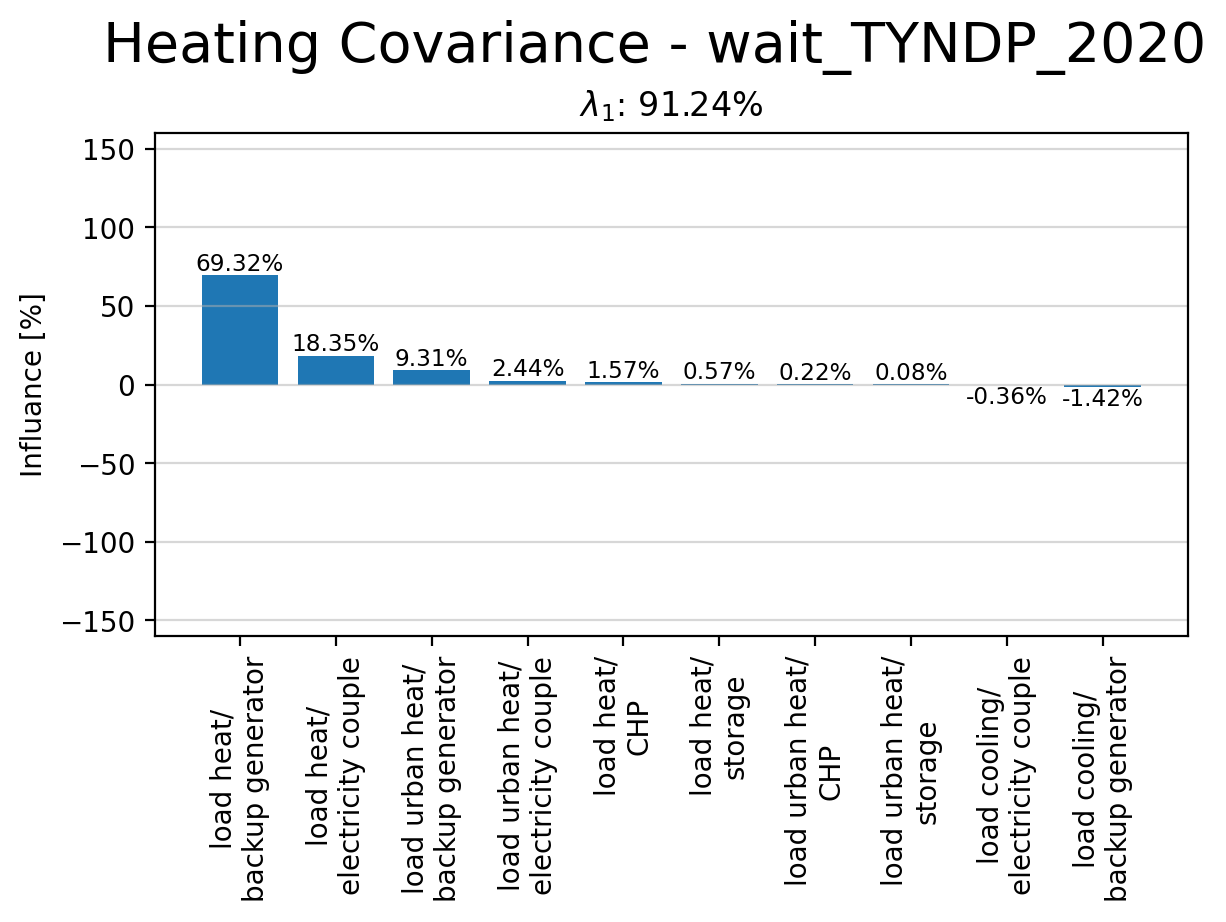 Heating Covariance - wait_TYNDP_2020
λ₁: 91.24%
Influance [%]
150
100
50
0
−50
−100
−150
69.32%
18.35%
9.31%
2.44%
1.57%
0.57%
0.22%
0.08%
-0.36%
-1.42%
load heat/
backup generator
load heat/
electricity couple
load urban heat/
backup generator
load urban heat/
electricity couple
load heat/
CHP
load heat/
storage
load urban heat/
CHP
load urban heat/
storage
load cooling/
electricity couple
load cooling/
backup generator